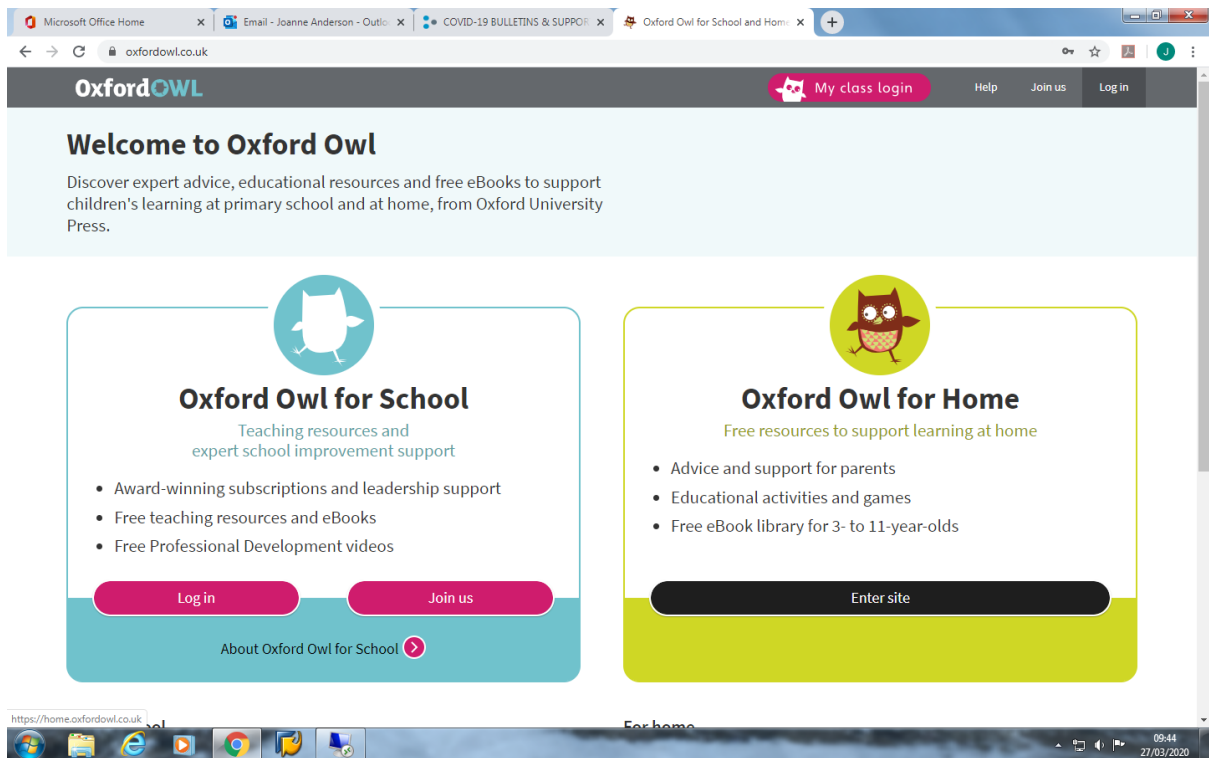 Microsoft Office Home
Email - Joanne Anderson - Outlo
COVID-19 BULLETINS & SUPPOR
Oxford Owl for School and Home
oxfordowl.co.uk
J
OxfordOWL
My class login
Help
Join us
Log in
Welcome to Oxford Owl
Discover expert advice, educational resources and free eBooks to support
children's learning at primary school and at home, from Oxford University
Press.
Oxford Owl for School
Teaching resources and
expert school improvement support
• Award-winning subscriptions and leadership support
• Free teaching resources and eBooks
• Free Professional Development videos
Log in
Join us
About Oxford Owl for School
Oxford Owl for Home
Free resources to support learning at home
• Advice and support for parents
• Educational activities and games
• Free eBook library for 3- to 11-year-olds
Enter site
https://home.oxfordowl.co.uk
For home
09:44
27/03/2020